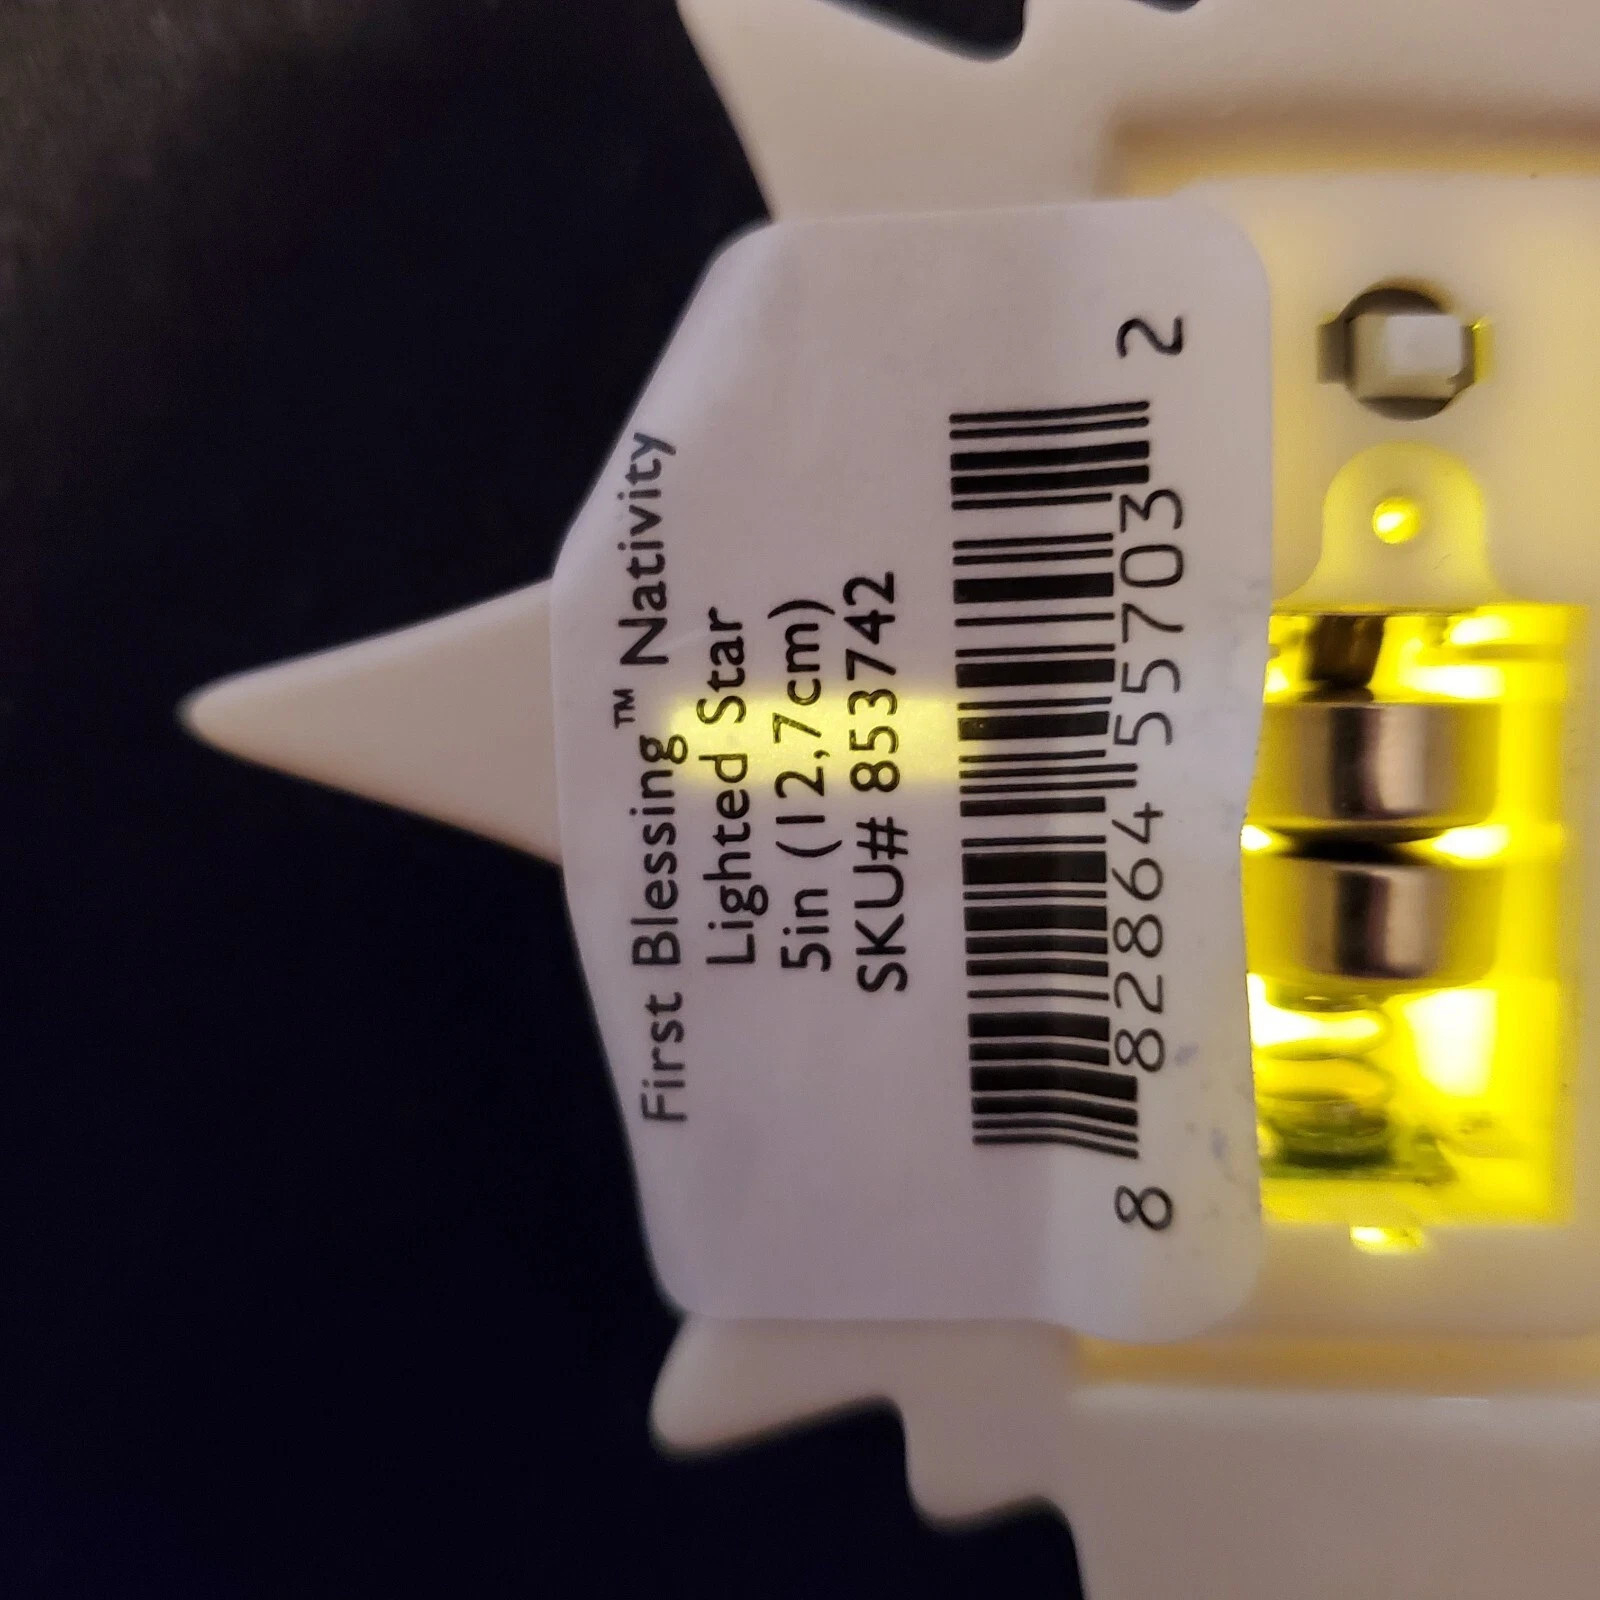 First Blessing™ Nativity
Lighted Star
5in (12,7cm)
SKU# 853742
8 82864 55703 2